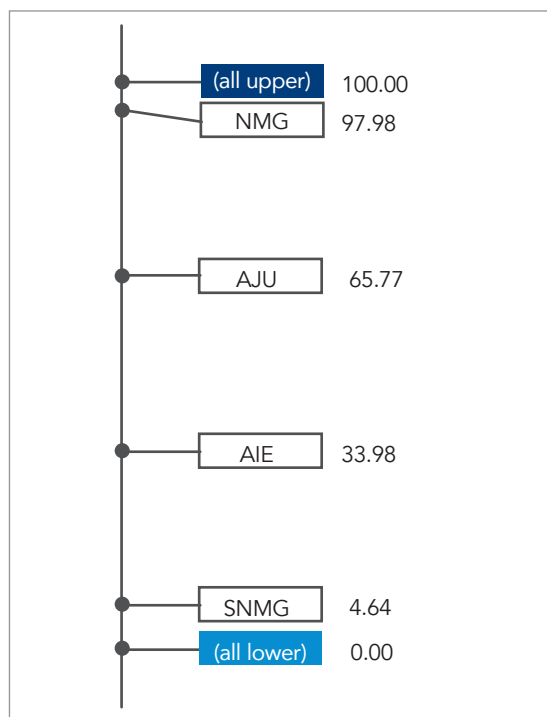 (all upper) 100.00
NMG 97.98
AJU 65.77
AIE 33.98
SNMG 4.64
(all lower) 0.00